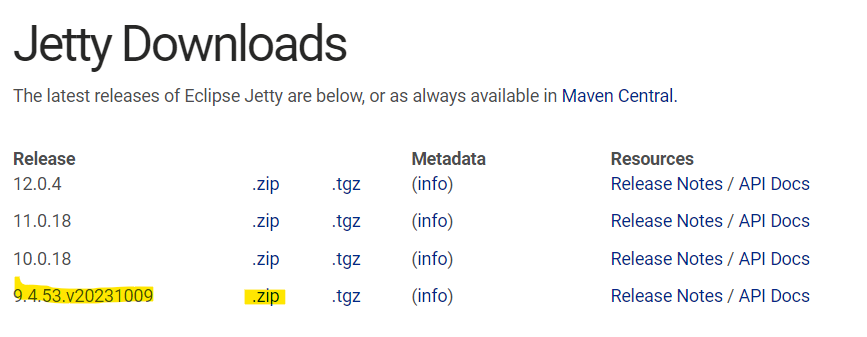 Jetty Downloads
The latest releases of Eclipse Jetty are below, or as always available in Maven Central.
Release Metadata Resources
12.0.4 .zip .tgz (info) Release Notes / API Docs
11.0.18 .zip .tgz (info) Release Notes / API Docs
10.0.18 .zip .tgz (info) Release Notes / API Docs
9.4.53.v20231009 .zip .tgz (info) Release Notes / API Docs